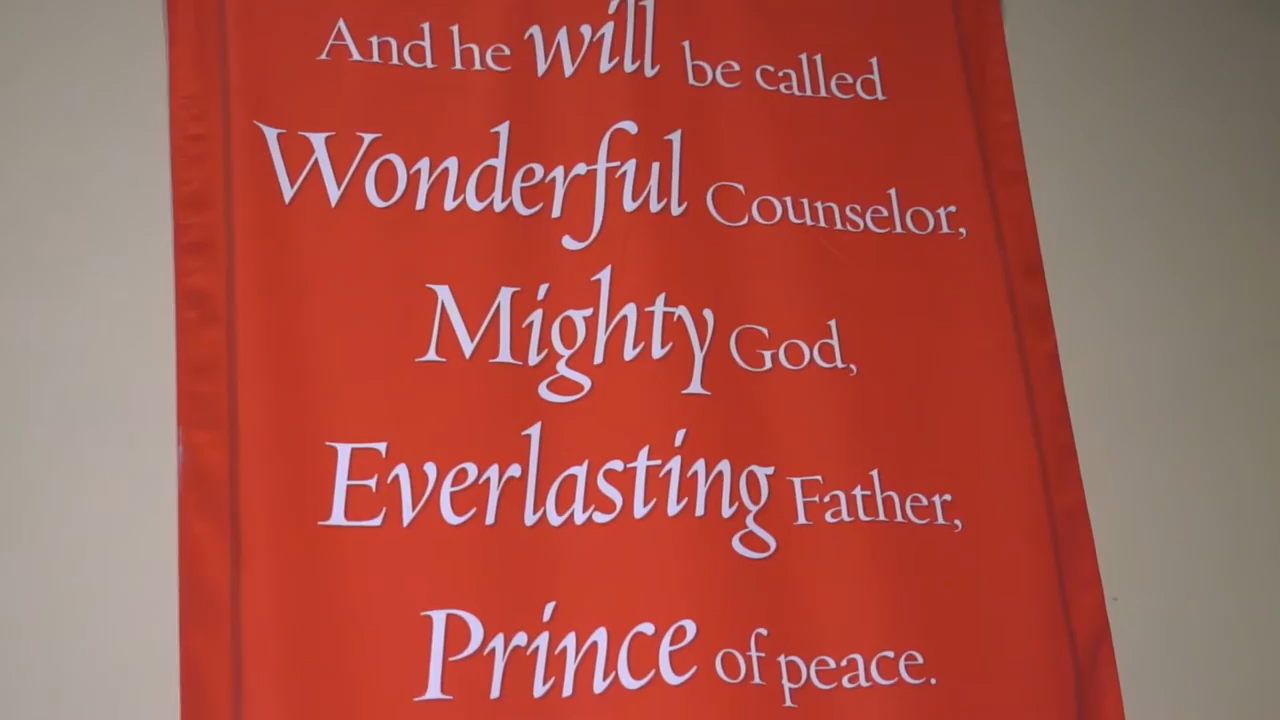 And he will be called
Wonderful Counselor,
Mighty God,
Everlasting Father,
Prince of peace.